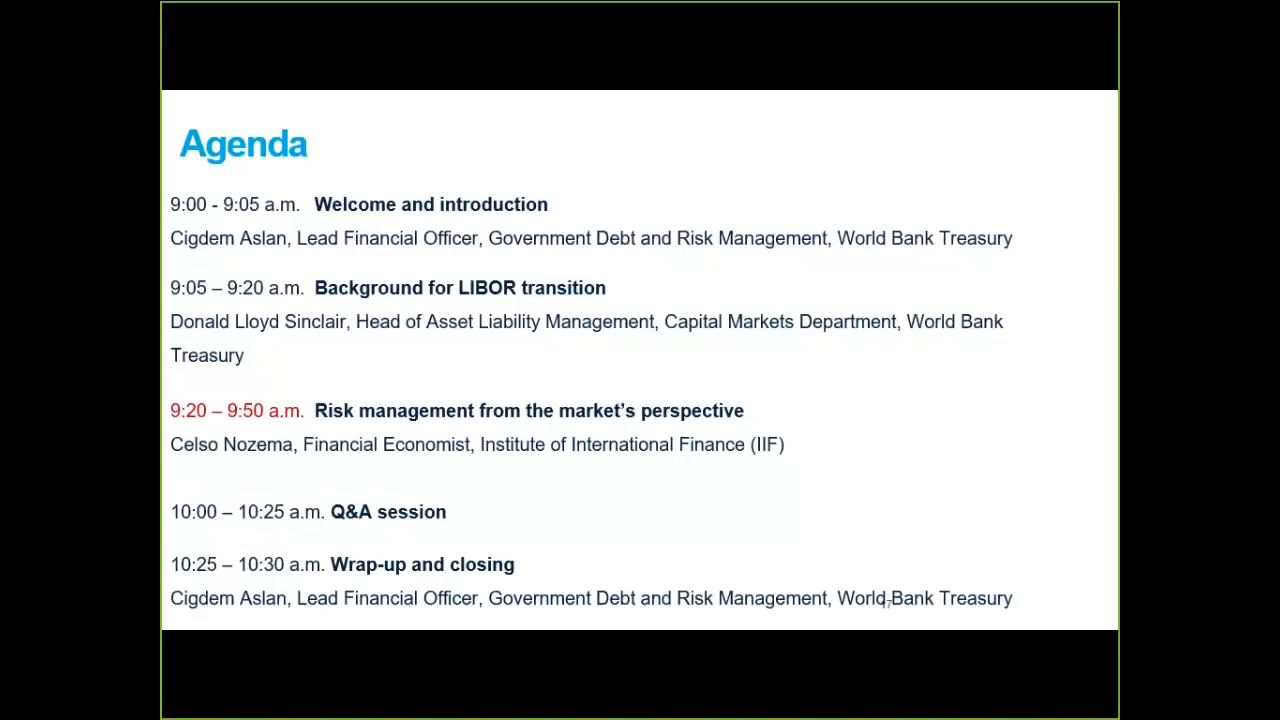 Agenda
9:00 - 9:05 a.m. Welcome and introduction
Cigdem Aslan, Lead Financial Officer, Government Debt and Risk Management, World Bank Treasury
9:05 – 9:20 a.m. Background for LIBOR transition
Donald Lloyd Sinclair, Head of Asset Liability Management, Capital Markets Department, World Bank
Treasury
9:20 – 9:50 a.m. Risk management from the market’s perspective
Celso Nozema, Financial Economist, Institute of International Finance (IIF)
10:00 – 10:25 a.m. Q&A session
10:25 – 10:30 a.m. Wrap-up and closing
Cigdem Aslan, Lead Financial Officer, Government Debt and Risk Management, World Bank Treasury